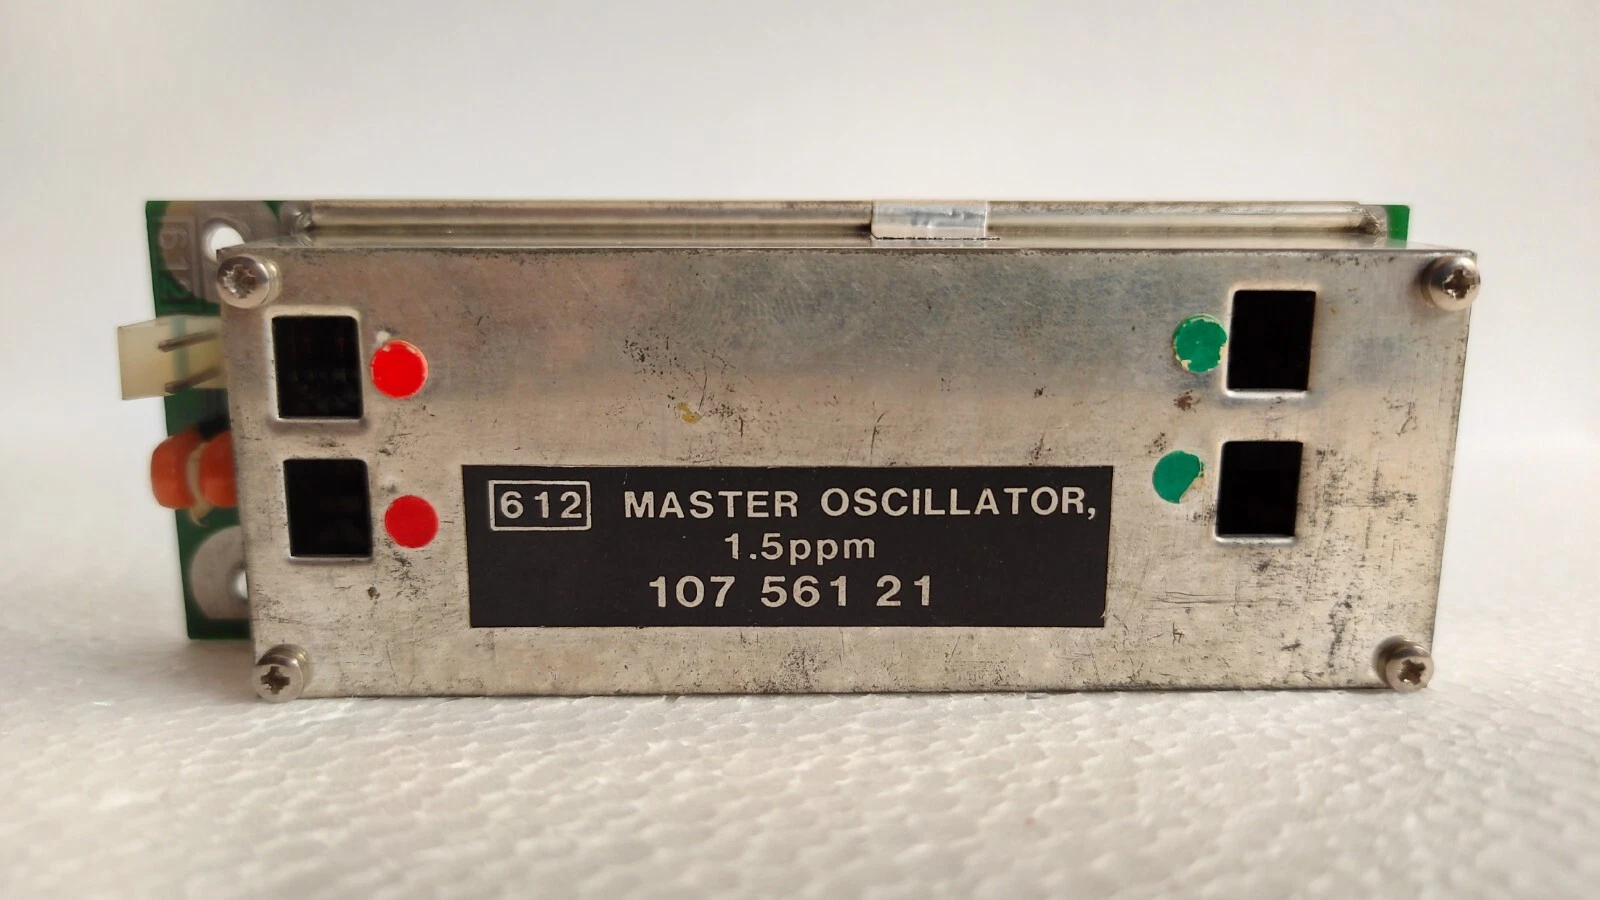 612 MASTER OSCILLATOR,
1.5ppm
107 561 21